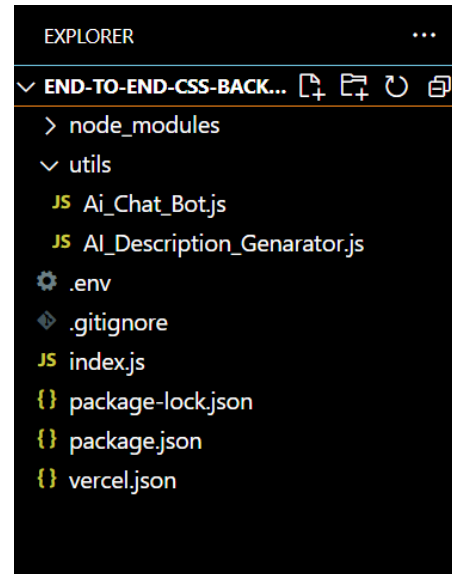 EXPLORER ...
END-TO-END-CSS-BACK...
node_modules
utils
JS Ai_Chat_Bot.js
JS AI_Description_Genarator.js
.env
.gitignore
JS index.js
{} package-lock.json
{} package.json
{} vercel.json